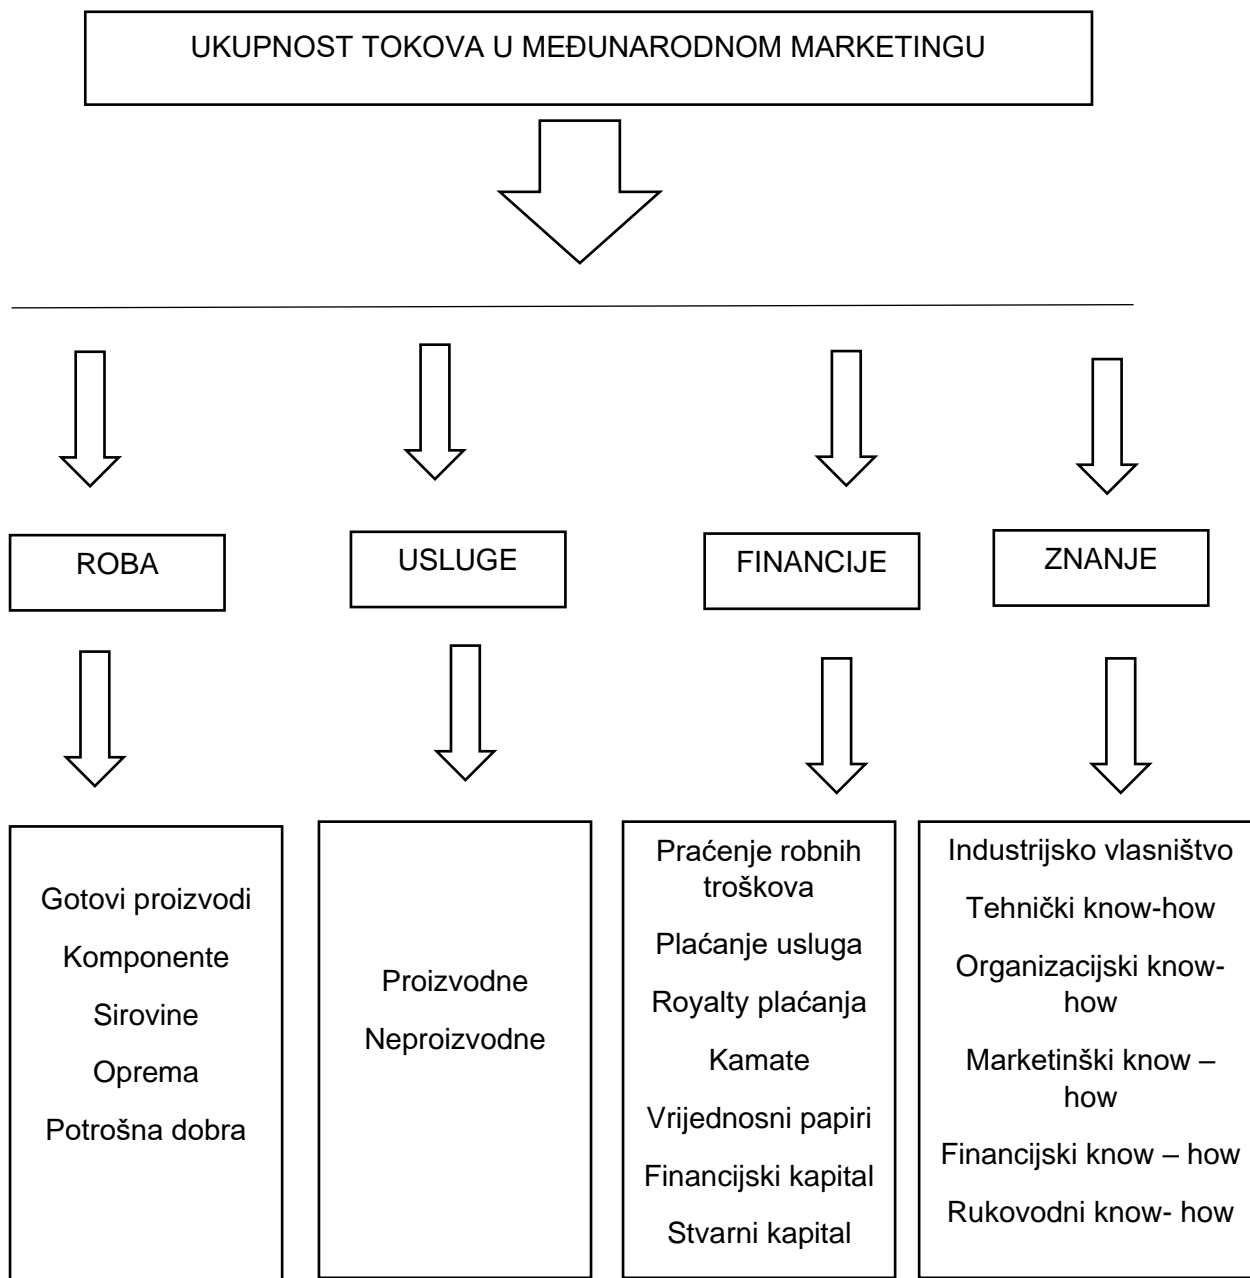 UKUPNOST TOKOVA U MEĐUNARODNOM MARKETINGU
ROBA
USLUGE
FINANCIJE
ZNANJE
Gotovi proizvodi
Komponente
Sirovine
Oprema
Potrošna dobra
Proizvodne
Neproizvodne
Praćenje robnih
troškova
Plaćanje usluga
Royalty plaćanja
Kamate
Vrijednosni papiri
Financijski kapital
Stvarni kapital
Industrijsko vlasništvo
Tehnički know-how
Organizacijski know-
how
Marketinški know –
how
Financijski know – how
Rukovodni know- how